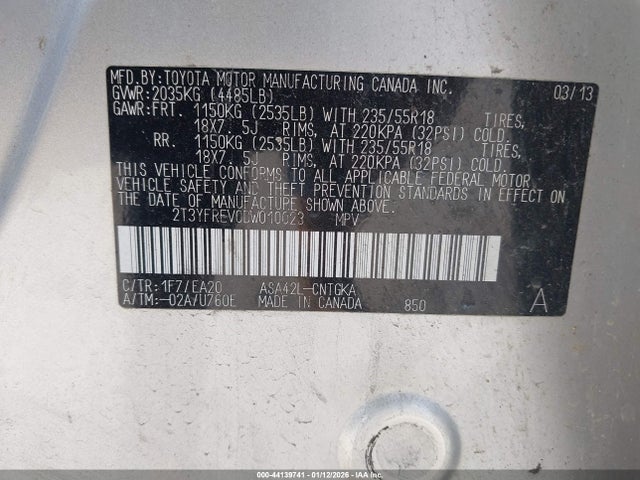 MFD.BY:TOYOTA MOTOR MANUFACTURING CANADA INC. 03/13
GVWR:2035KG (4485LB)
GAWR:FRT. 1150KG (2535LB) WITH 235/55R18 TIRES,
18X7. 5J RIMS, AT 220KPA (32PSI) COLD.
RR. 1150KG (2535LB) WITH 235/55R18 TIRES,
18X7. 5J RIMS, AT 220KPA (32PSI) COLD.
THIS VEHICLE CONFORMS TO ALL APPLICABLE FEDERAL MOTOR
VEHICLE SAFETY AND THEFT PREVENTION STANDARDS IN EFFECT
ON THE DATE OF MANUFACTURE SHOWN ABOVE.
2T3YFREV0DW010023 MPV
C/TR: 1F7/EA20 ASA42L-CNTGKA
A/TM:-02A/U760E MADE IN CANADA 850 A
000-44139741 - 01/12/2026 - IAA Holdings, LLC